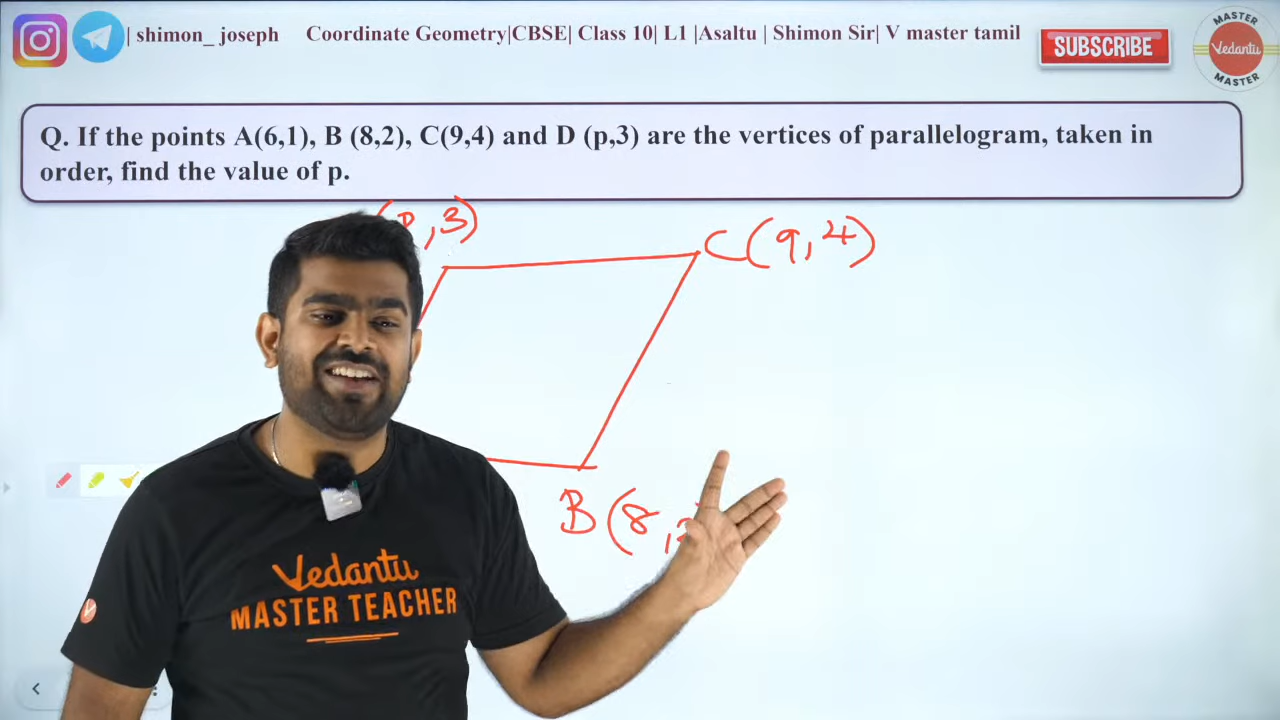 | shimon_ joseph Coordinate Geometry|CBSE| Class 10| L1 |Asaltu | Shimon Sir| V master tamil
SUBSCRIBE
MASTER
Vedantu
MASTER
Q. If the points A(6,1), B (8,2), C(9,4) and D (p,3) are the vertices of parallelogram, taken in
order, find the value of p.
(p,3)
C(9,4)
B(8,2
Vedantu
MASTER TEACHER